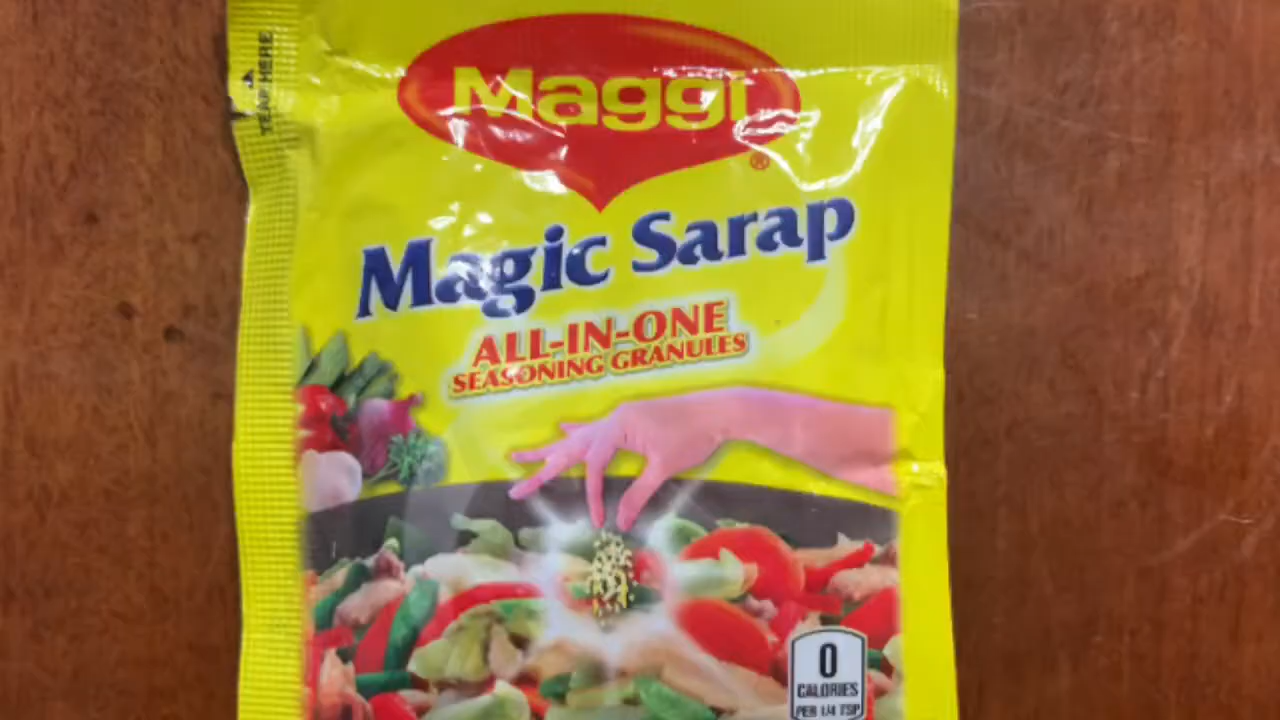 TEAR HERE
Maggi
®
Magic Sarap
ALL-IN-ONE
SEASONING GRANULES
0
CALORIES
PER 1/4 TSP